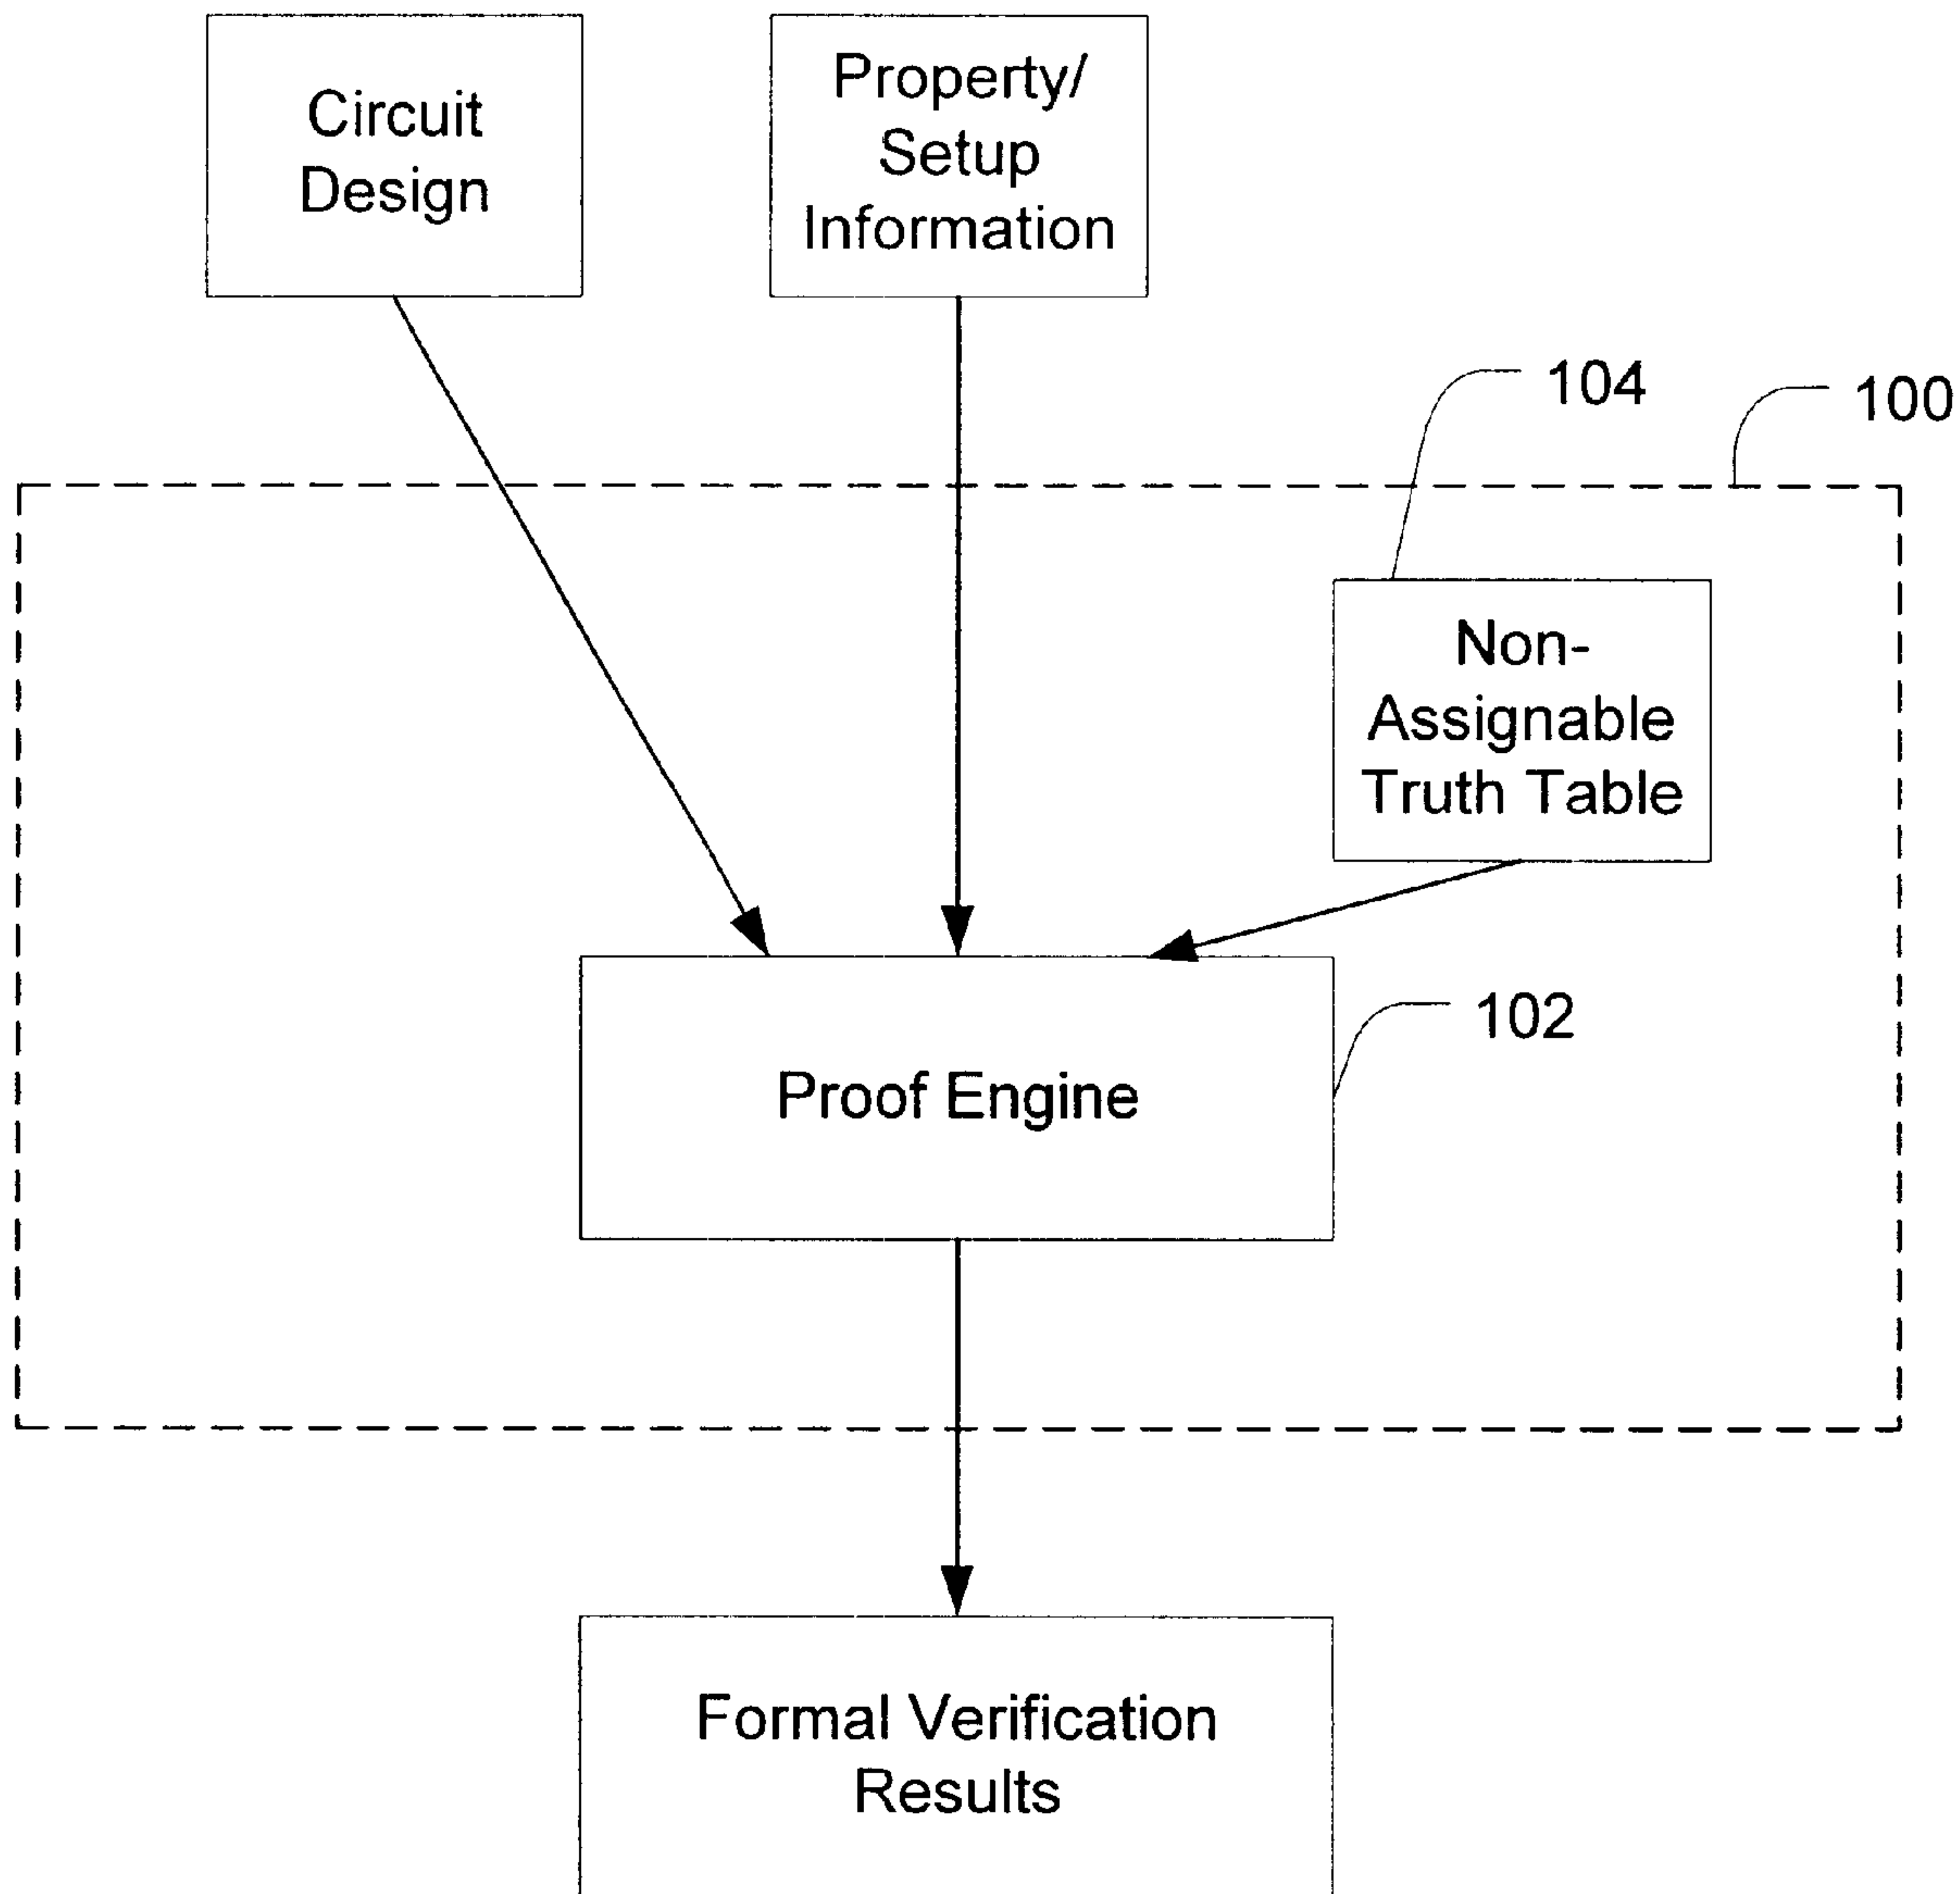 Circuit
Design
Property/
Setup
Information
104
100
Non-
Assignable
Truth Table
102
Proof Engine
Formal Verification
Results